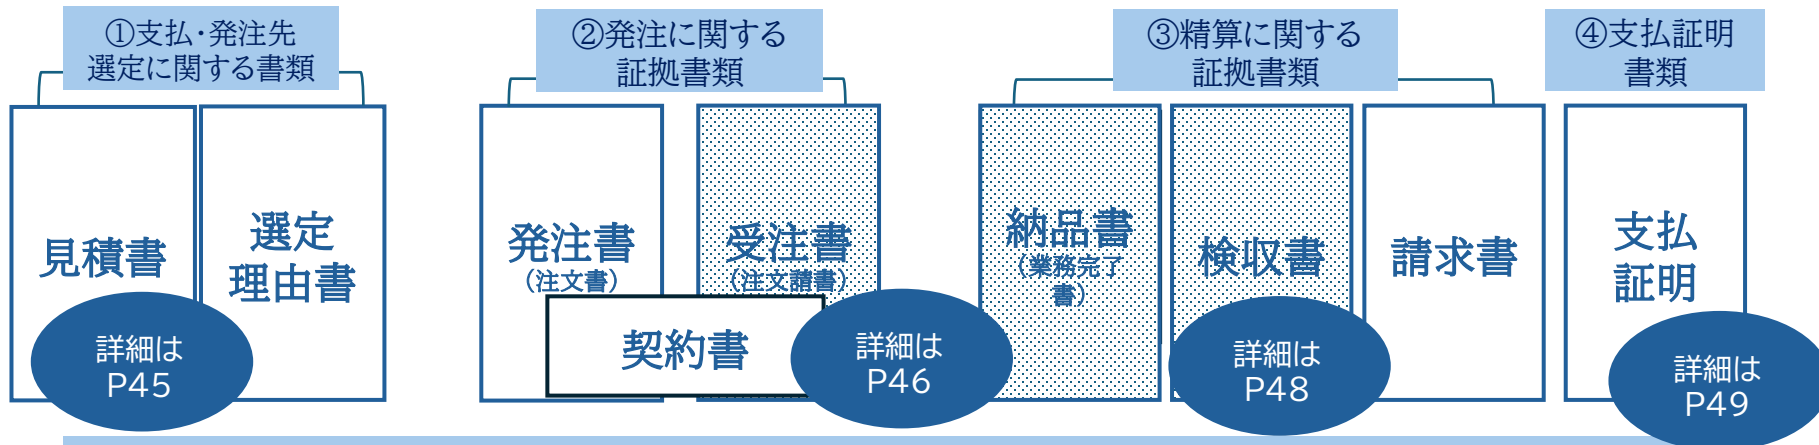 ①支払・発注先
選定に関する書類
見積書
選定
理由書
詳細は
P45
②発注に関する
証拠書類
発注書
（注文書）
受注書
（注文請書）
契約書
詳細は
P46
③精算に関する
証拠書類
納品書
（業務完了
書）
検収書
請求書
詳細は
P48
④支払証明
書類
支払
証明
詳細は
P49